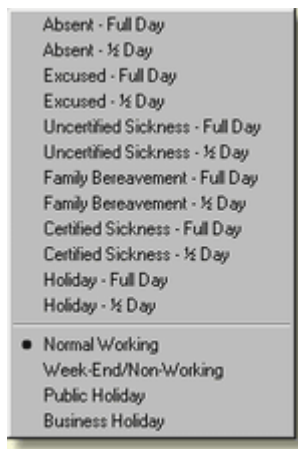 Absent - Full Day
Absent - ½ Day
Excused - Full Day
Excused - ½ Day
Uncertified Sickness - Full Day
Uncertified Sickness - ½ Day
Family Bereavement - Full Day
Family Bereavement - ½ Day
Certified Sickness - Full Day
Certified Sickness - ½ Day
Holiday - Full Day
Holiday - ½ Day
Normal Working
Week-End/Non-Working
Public Holiday
Business Holiday